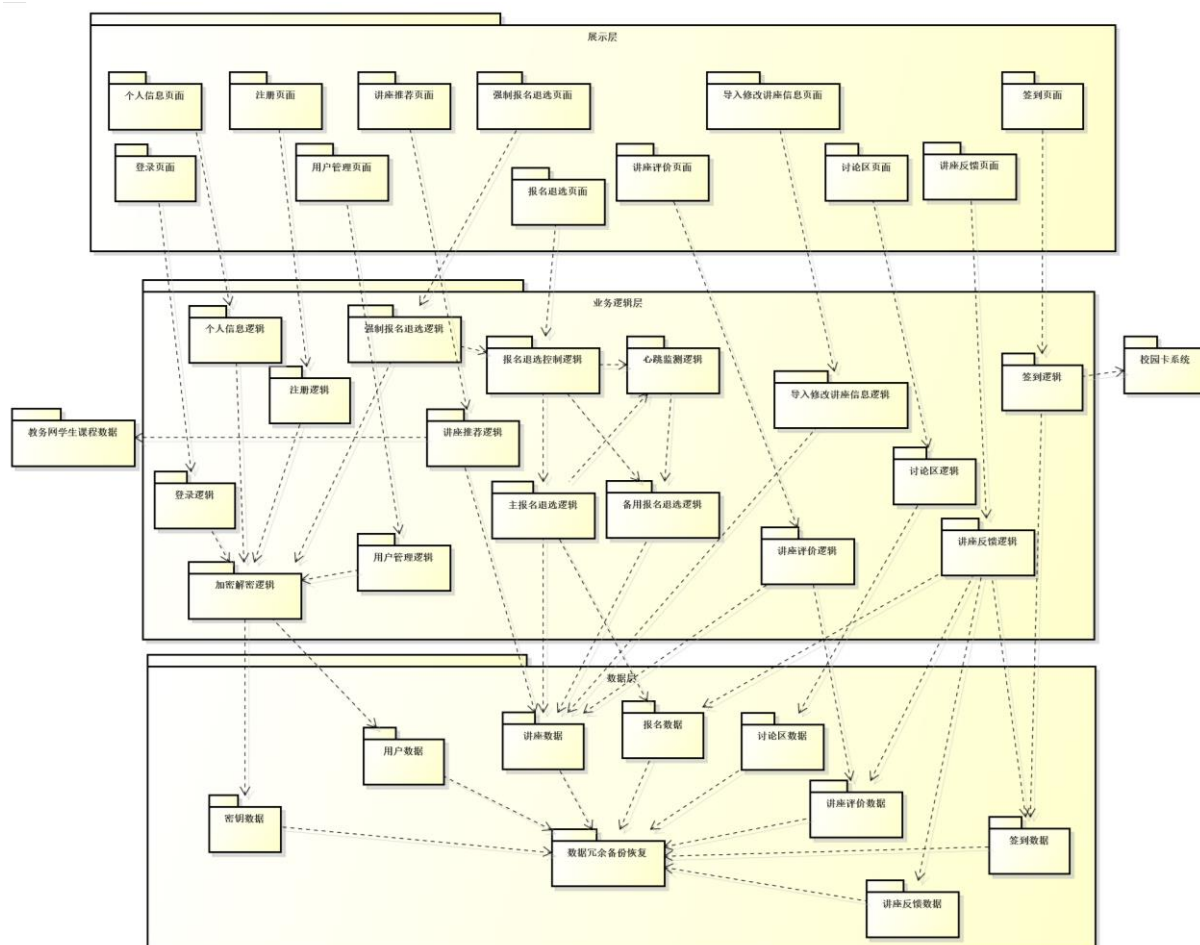 展示层
个人信息页面
注册页面
讲座推荐页面
强制报名退选页面
导入修改讲座信息页面
签到页面
登录页面
用户管理页面
报名退选页面
讲座评价页面
讨论区页面
讲座反馈页面
业务逻辑层
个人信息逻辑
强制报名退选逻辑
报名退选控制逻辑
心跳监测逻辑
签到逻辑
校园卡系统
注册逻辑
导入修改讲座信息逻辑
教务网学生课程数据
讲座推荐逻辑
讨论区逻辑
登录逻辑
主报名退选逻辑
备用报名退选逻辑
用户管理逻辑
讲座评价逻辑
讲座反馈逻辑
加密解密逻辑
数据层
用户数据
讲座数据
报名数据
讨论区数据
密钥数据
讲座评价数据
数据冗余备份恢复
签到数据
讲座反馈数据